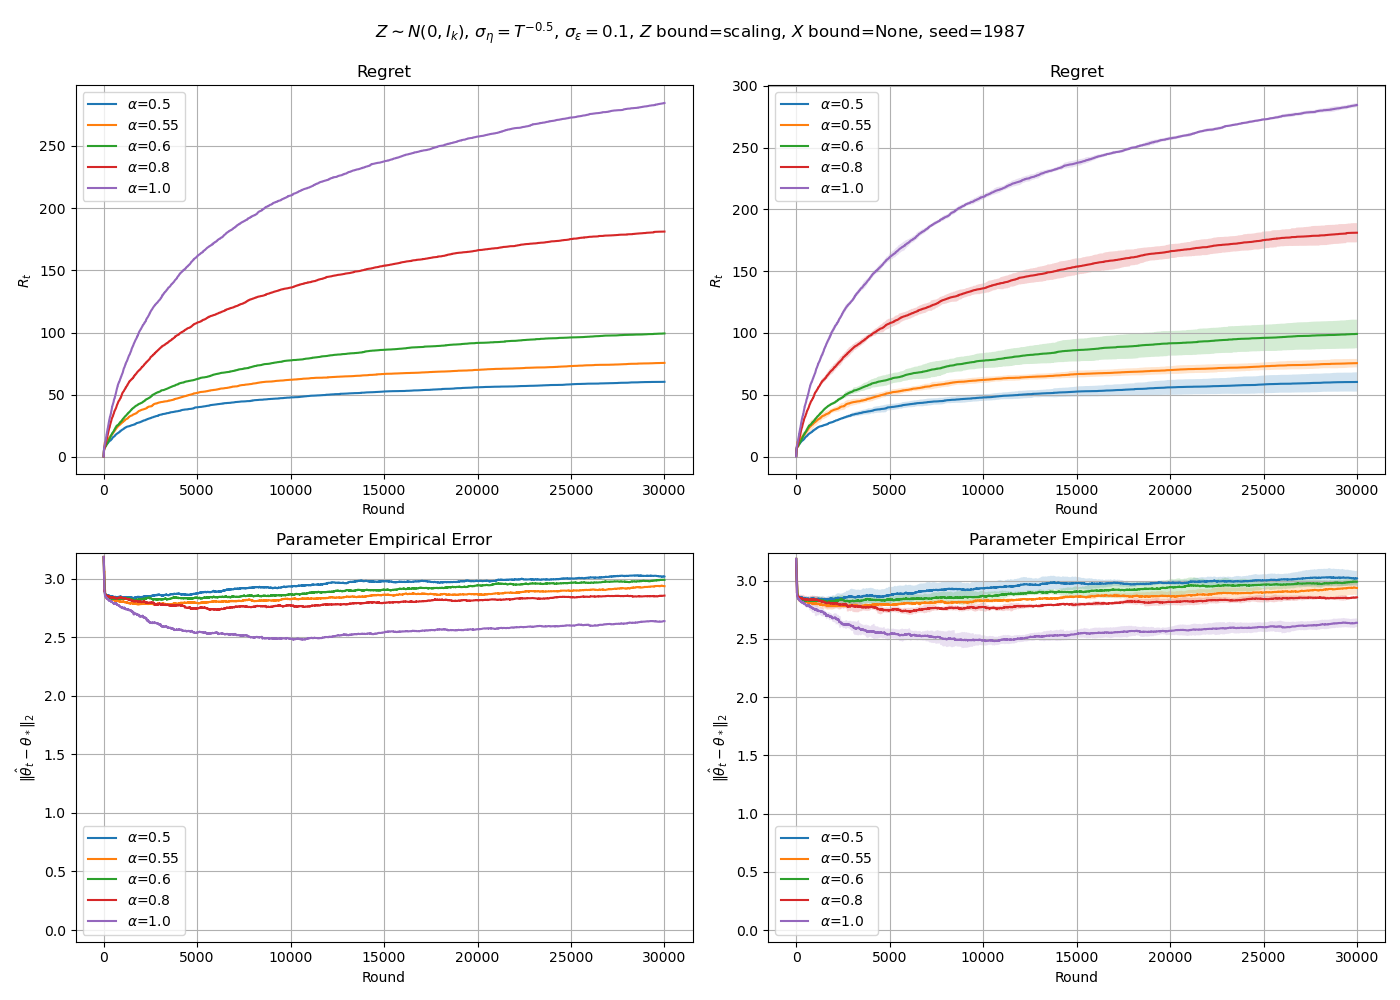 Z ∼ N(0, I_k), σ_η = T^{−0.5}, σ_ε = 0.1, Z bound=scaling, X bound=None, seed=1987
Regret
R_t
250
200
150
100
50
0
α=0.5
α=0.55
α=0.6
α=0.8
α=1.0
0 5000 10000 15000 20000 25000 30000
Round
Regret
R_t
300
250
200
150
100
50
0
α=0.5
α=0.55
α=0.6
α=0.8
α=1.0
0 5000 10000 15000 20000 25000 30000
Round
Parameter Empirical Error
‖θ̂_t − θ_*‖_2
3.0
2.5
2.0
1.5
1.0
0.5
0.0
α=0.5
α=0.55
α=0.6
α=0.8
α=1.0
0 5000 10000 15000 20000 25000 30000
Round
Parameter Empirical Error
‖θ̂_t − θ_*‖_2
3.0
2.5
2.0
1.5
1.0
0.5
0.0
α=0.5
α=0.55
α=0.6
α=0.8
α=1.0
0 5000 10000 15000 20000 25000 30000
Round